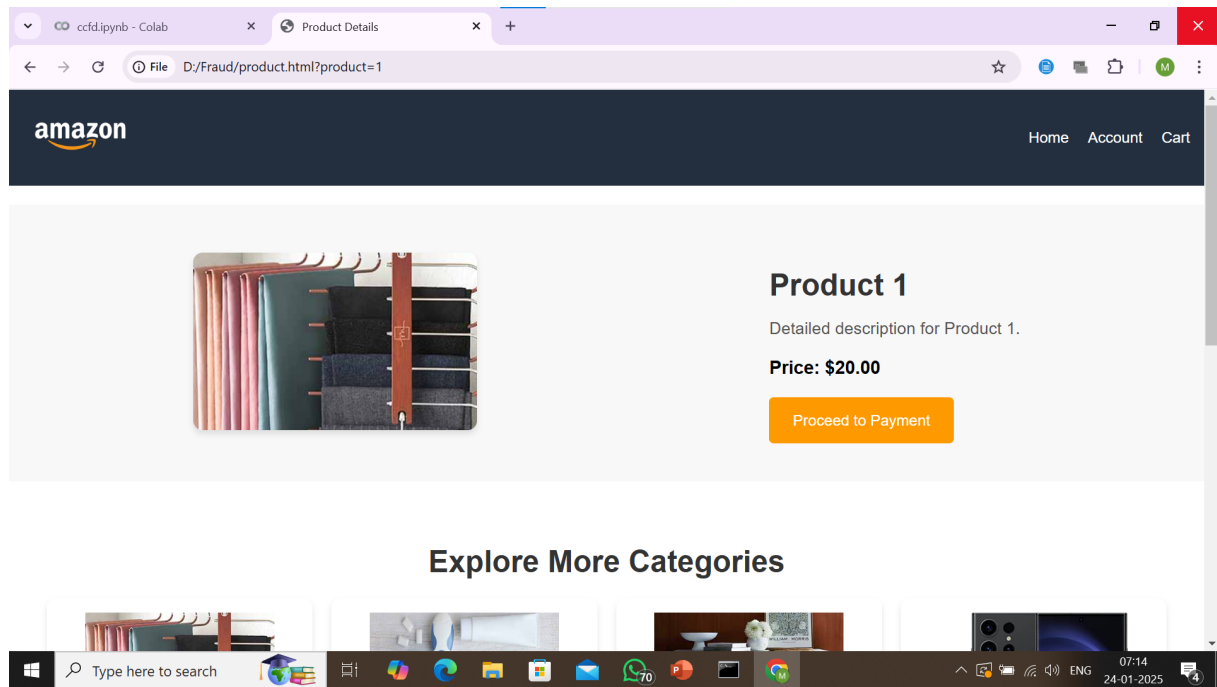 ccfd.ipynb - Colab
Product Details
File D:/Fraud/product.html?product=1
M
amazon
Home Account Cart
Product 1
Detailed description for Product 1.
Price: $20.00
Proceed to Payment
Explore More Categories
WILLIAM MORRIS
Type here to search
70
P
M
ENG
07:14
24-01-2025
4